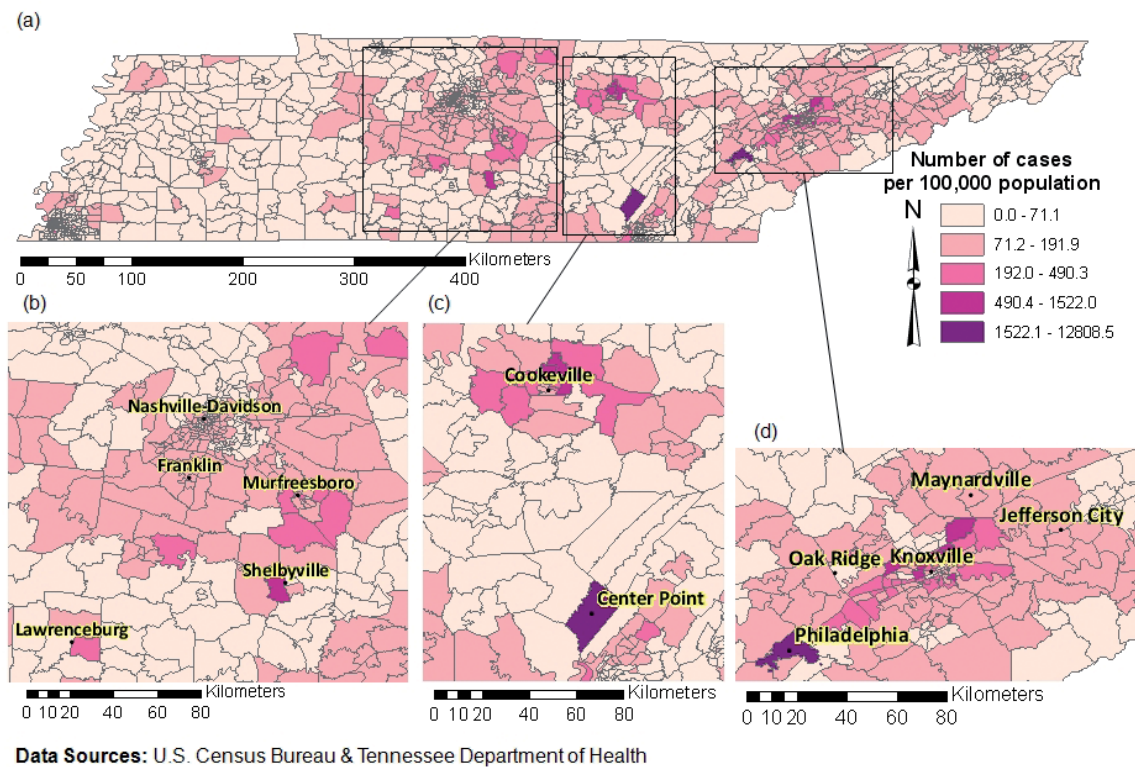 (a)
Number of cases
per 100,000 population
N
0.0 - 71.1
71.2 - 191.9
192.0 - 490.3
490.4 - 1522.0
1522.1 - 12808.5
Kilometers
0 50 100 200 300 400
(b)
Nashville-Davidson
Franklin
Murfreesboro
Shelbyville
Lawrenceburg
Kilometers
0 10 20 40 60 80
(c)
Cookeville
Center Point
Kilometers
0 10 20 40 60 80
(d)
Maynardville
Jefferson City
Oak Ridge
Knoxville
Philadelphia
Kilometers
0 10 20 40 60 80
Data Sources: U.S. Census Bureau & Tennessee Department of Health